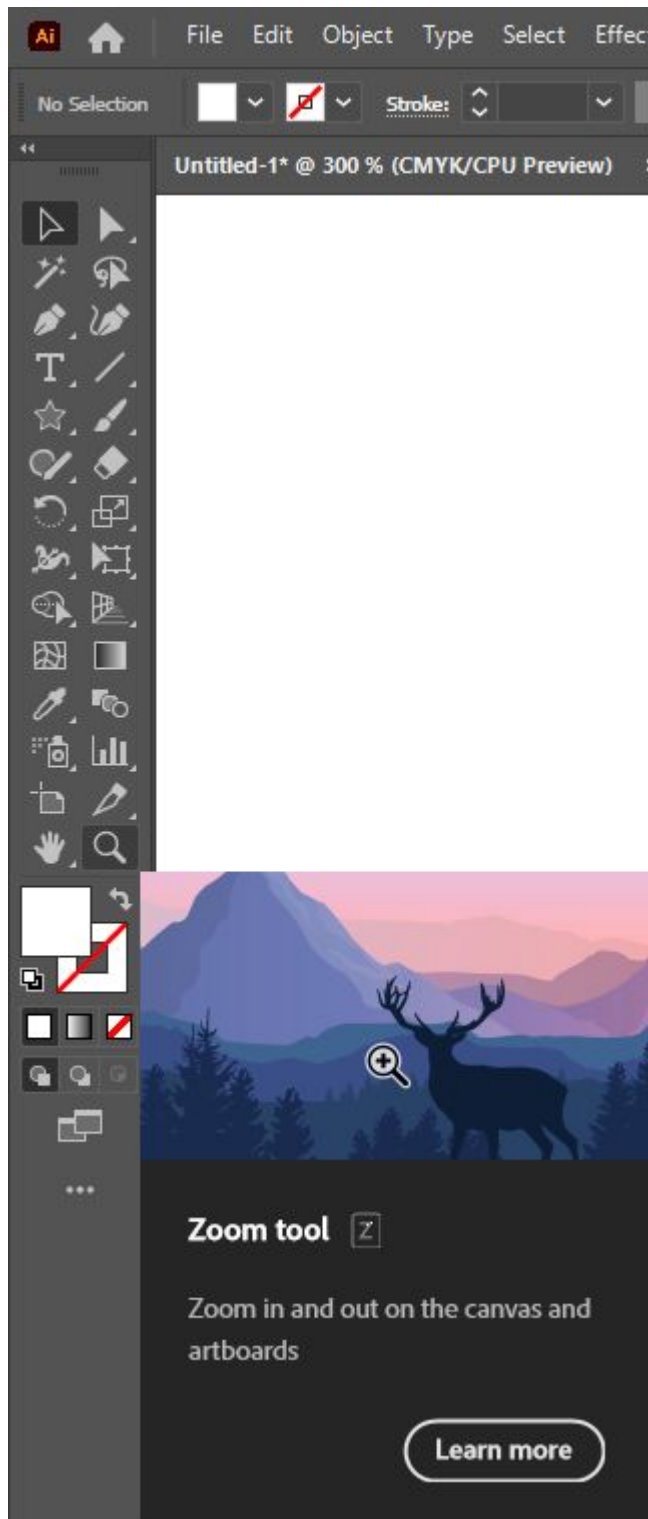 Ai File Edit Object Type Select Effec
No Selection Stroke:
Untitled-1* @ 300 % (CMYK/CPU Preview)
T
Zoom tool Z
Zoom in and out on the canvas and
artboards
Learn more